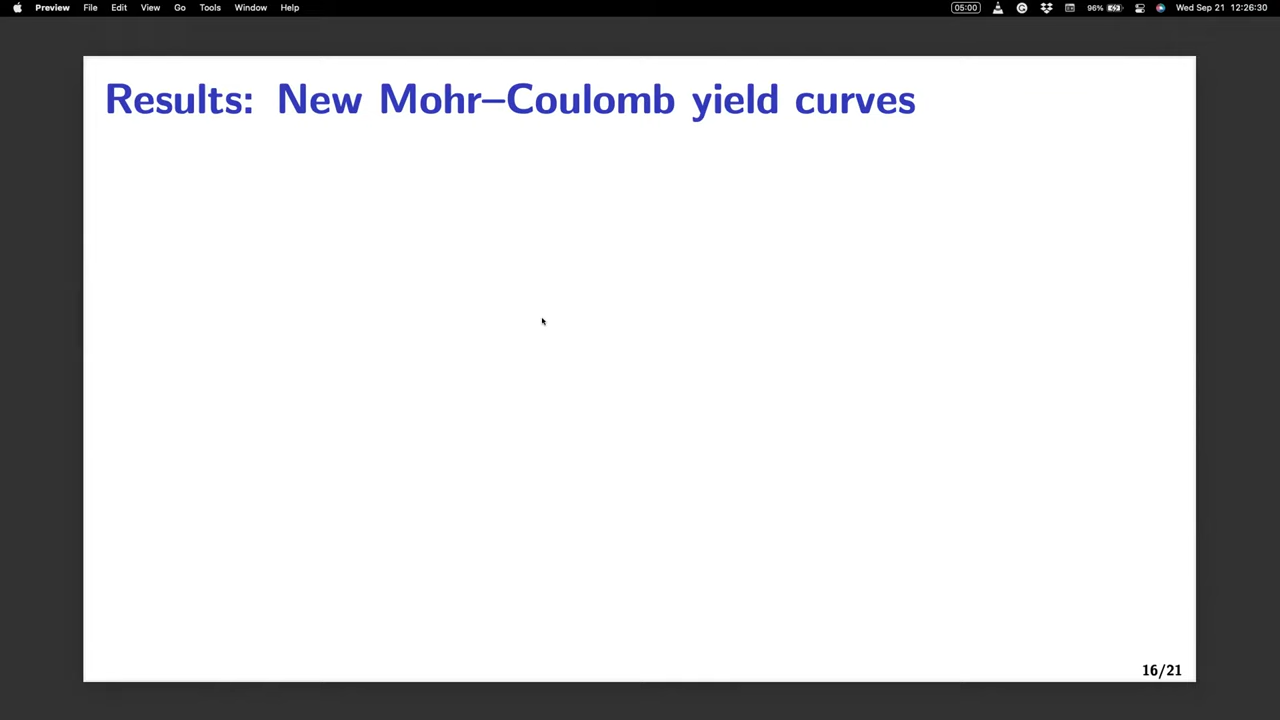 Preview File Edit View Go Tools Window Help 05:00 96% Wed Sep 21 12:26:30
Results: New Mohr–Coulomb yield curves
16/21